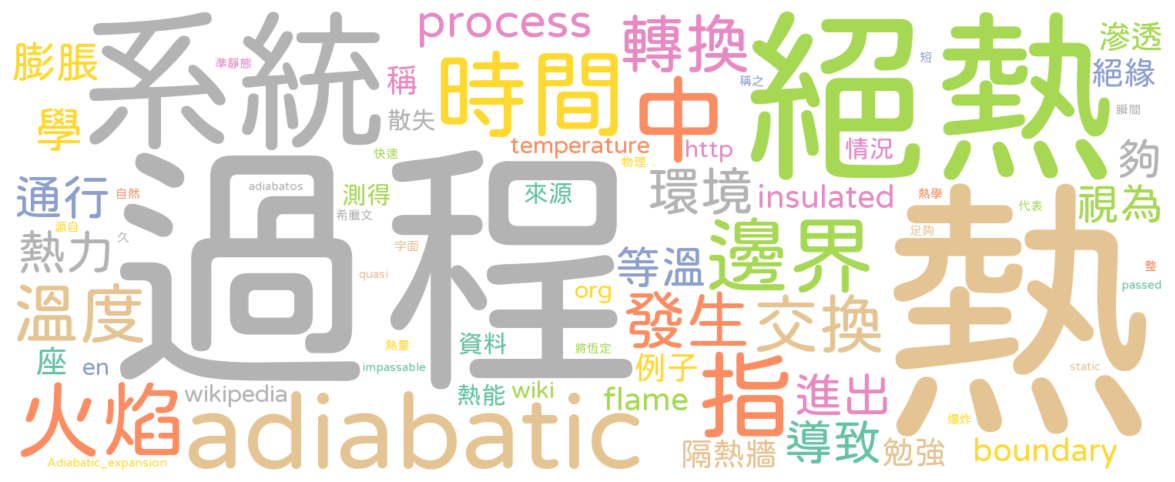 系統
過程
絕熱
熱
adiabatic
時間
中
轉換
process
膨脹
學
準靜態
稱
散失
快速
temperature
http
物理
情況
稱之
短
滲透
絕緣
瞬間
夠
通行
自然
源自
久
熱力
adiabatos
測得
希臘文
字面
quasi
來源
環境
insulated
熱學
代表
足夠
視為
整
passed
溫度
座
en
火焰
wikipedia
Adiabatic_expansion
熱量
impassable
資料
熱能
wiki
將恆定
org
等溫
邊界
發生
交換
例子
flame
指
進出
隔熱牆
導致
勉強
boundary
爆炸
static